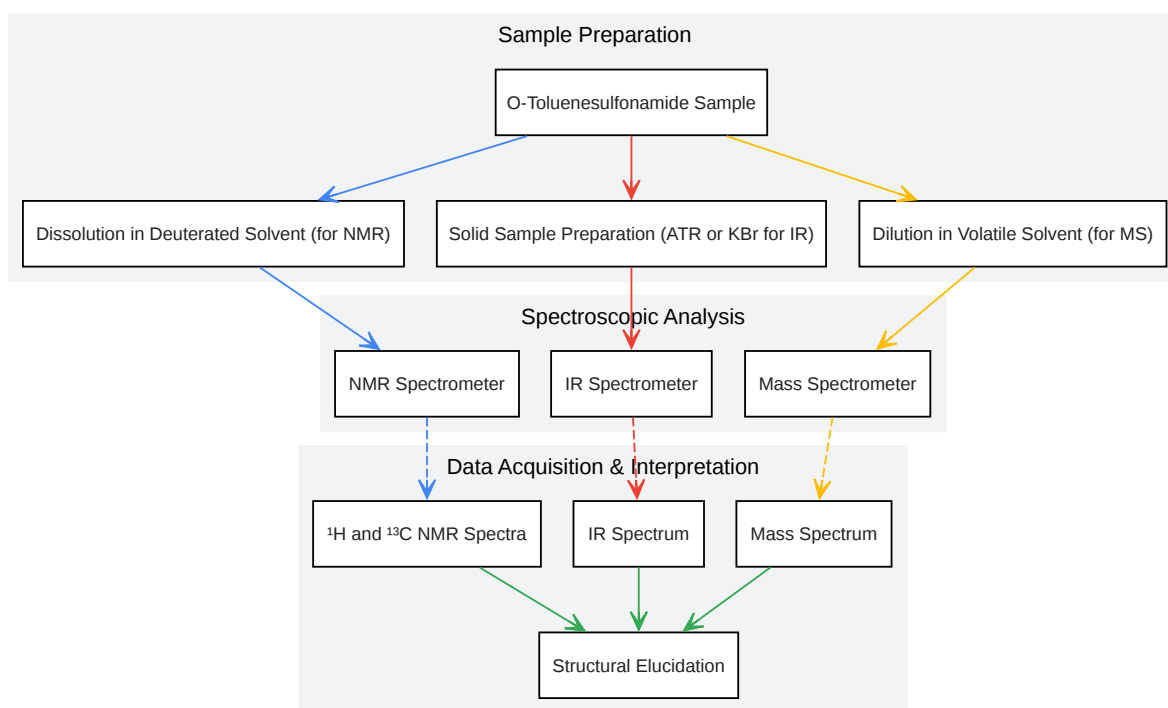 Sample Preparation
O-Toluenesulfonamide Sample
Dissolution in Deuterated Solvent (for NMR)
Solid Sample Preparation (ATR or KBr for IR)
Dilution in Volatile Solvent (for MS)
Spectroscopic Analysis
NMR Spectrometer
IR Spectrometer
Mass Spectrometer
Data Acquisition & Interpretation
¹H and ¹³C NMR Spectra
IR Spectrum
Mass Spectrum
Structural Elucidation